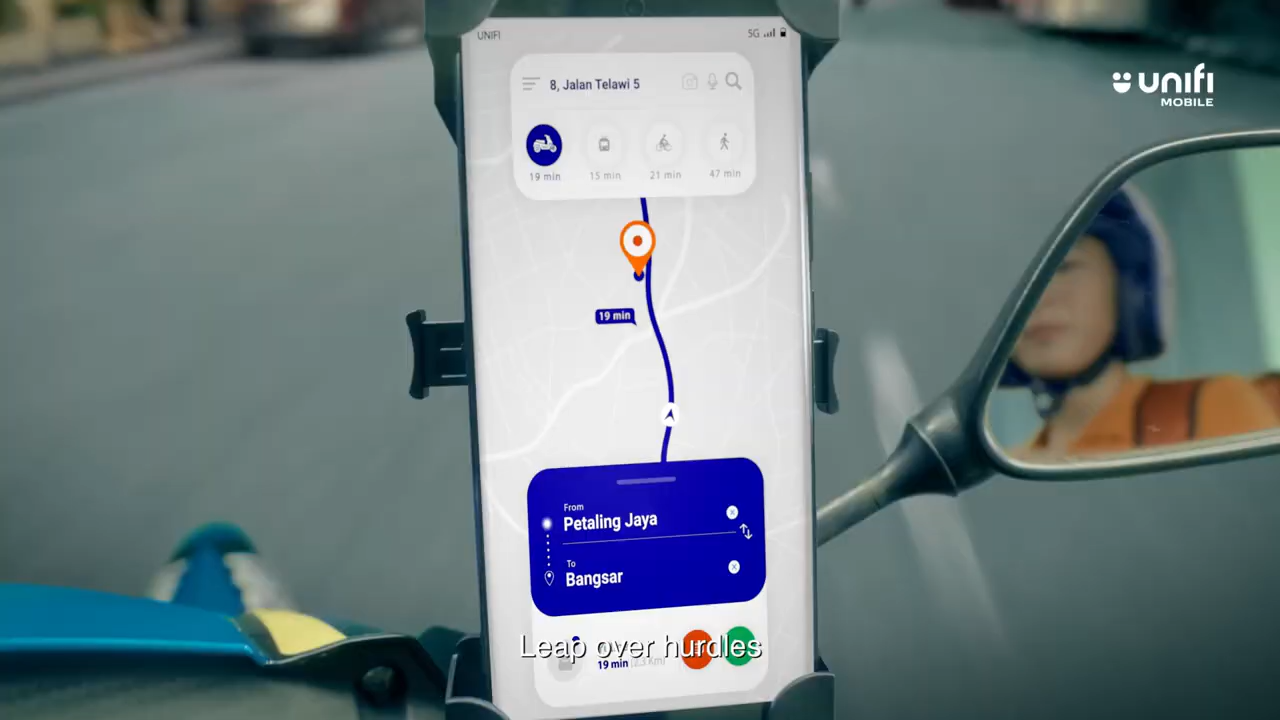 UNIFI
5G
8, Jalan Telawi 5
unifi
MOBILE
19 min
15 min
21 min
47 min
19 min
From
Petaling Jaya
To
Bangsar
Leap over hurdles
19 min